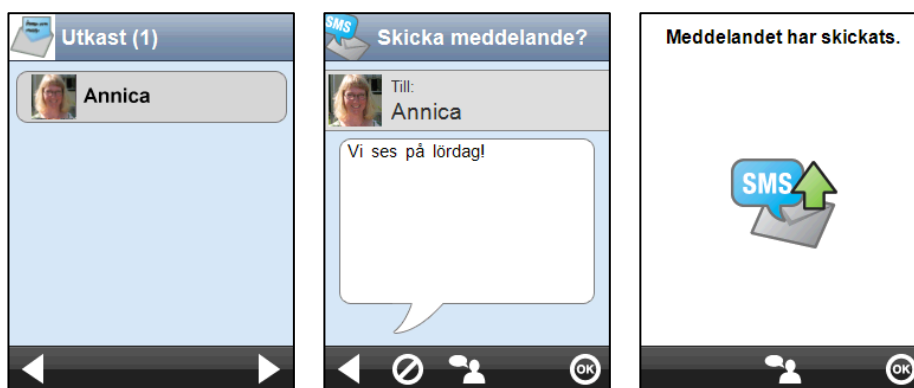 Utkast (1)
Annica
SMS
Skicka meddelande?
Till:
Annica
Vi ses på lördag!
OK
Meddelandet har skickats.
SMS
OK